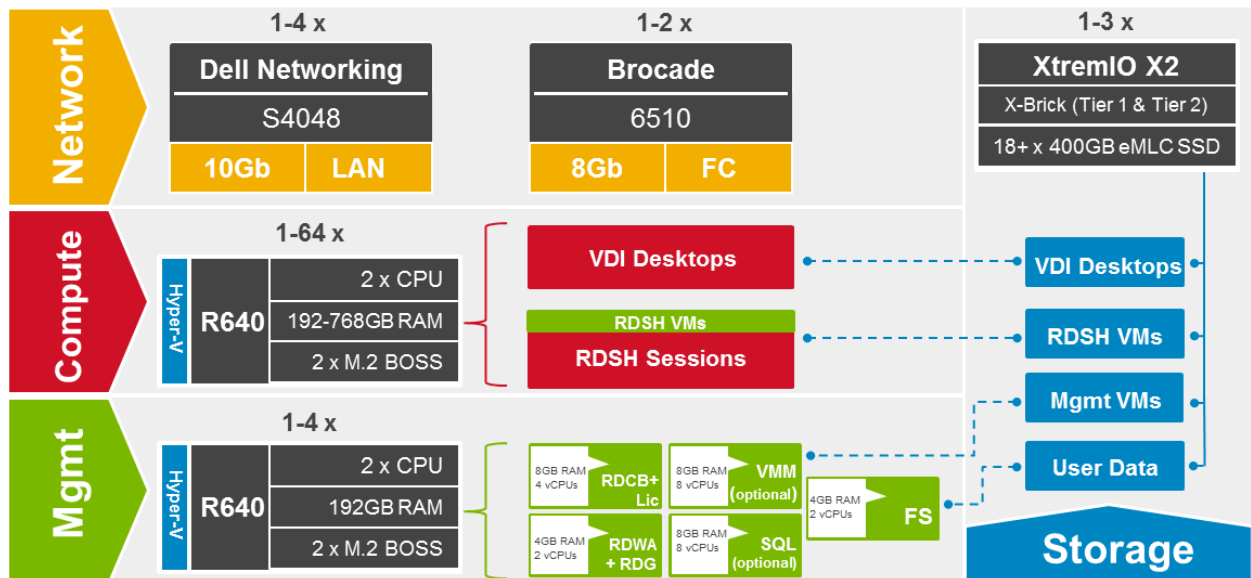 Network
1-4 x
Dell Networking
S4048
10Gb
LAN
1-2 x
Brocade
6510
8Gb
FC
1-3 x
XtremIO X2
X-Brick (Tier 1 & Tier 2)
18+ x 400GB eMLC SSD
Compute
1-64 x
Hyper-V
R640
2 x CPU
192-768GB RAM
2 x M.2 BOSS
VDI Desktops
RDSH VMs
RDSH Sessions
VDI Desktops
RDSH VMs
Mgmt VMs
User Data
Storage
Mgmt
1-4 x
Hyper-V
R640
2 x CPU
192GB RAM
2 x M.2 BOSS
8GB RAM
4 vCPUs
RDCB+
Lic
8GB RAM
8 vCPUs
VMM
(optional)
4GB RAM
2 vCPUs
RDWA
+ RDG
8GB RAM
8 vCPUs
SQL
(optional)
4GB RAM
2 vCPUs
FS